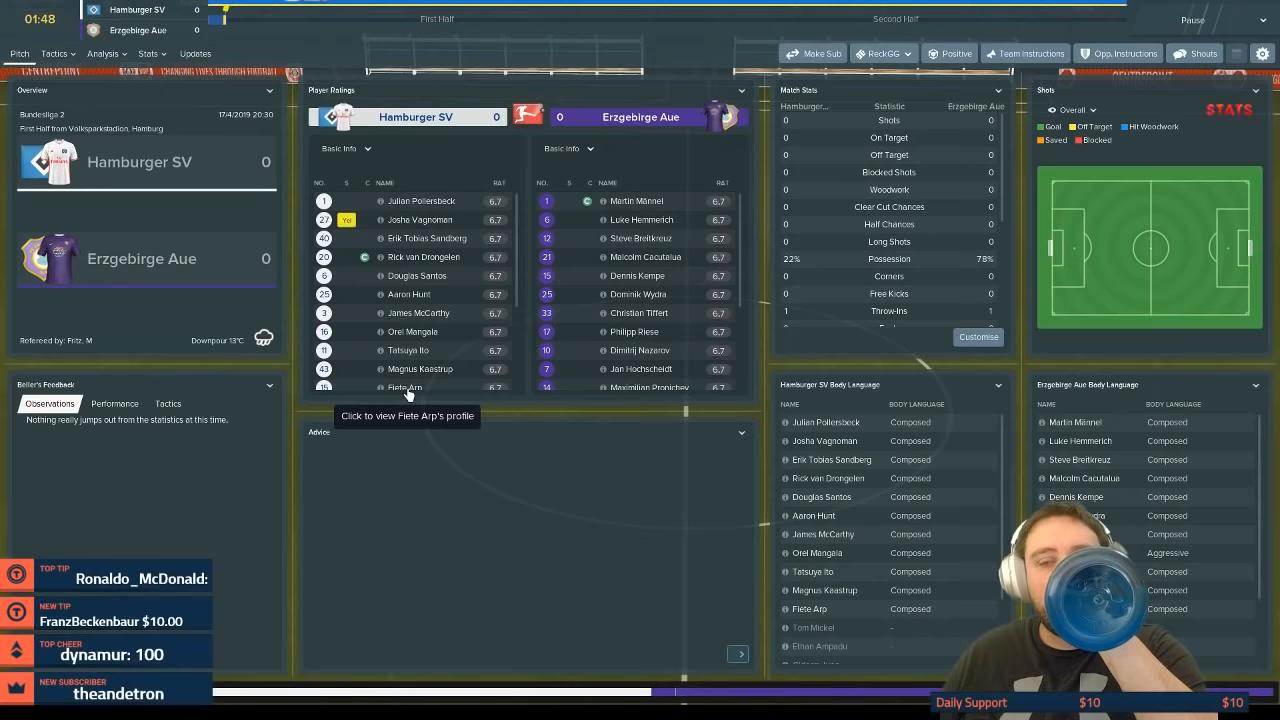 01:48
Hamburger SV 0
Erzgebirge Aue 0
First Half
Second Half
Pause
Pitch
Tactics
Analysis
Stats
Updates
Make Sub
ReckGG
Positive
Team Instructions
Opp. Instructions
Shouts
Overview
Bundesliga 2
17/4/2019 20:30
First Half from Volksparkstadion, Hamburg
Hamburger SV 0
Erzgebirge Aue 0
Refereed by: Fritz, M
Downpour 13°C
Player Ratings
Hamburger SV 0
0 Erzgebirge Aue
Basic Info
Basic Info
NO. S C NAME RAT
1 Julian Pollersbeck 6.7
27 Yel Josha Vagnoman 6.7
40 Erik Tobias Sandberg 6.7
20 C Rick van Drongelen 6.7
6 Douglas Santos 6.7
25 Aaron Hunt 6.7
3 James McCarthy 6.7
16 Orel Mangala 6.7
11 Tatsuya Ito 6.7
43 Magnus Kaastrup 6.7
15 Fiete Arp 6.7
NO. S C NAME RAT
1 C Martin Männel 6.7
6 Luke Hemmerich 6.7
12 Steve Breitkreuz 6.7
21 Malcolm Cacutalua 6.7
15 Dennis Kempe 6.7
25 Dominik Wydra 6.7
33 Christian Tiffert 6.7
17 Philipp Riese 6.7
10 Dimitrij Nazarov 6.7
7 Jan Hochscheidt 6.7
14 Maximilian Pronichev 6.7
Click to view Fiete Arp's profile
Match Stats
Hamburger... Statistic Erzgebirge Aue
0 Shots 0
0 On Target 0
0 Off Target 0
0 Blocked Shots 0
0 Woodwork 0
0 Clear Cut Chances 0
0 Half Chances 0
0 Long Shots 0
22% Possession 78%
0 Corners 0
0 Free Kicks 0
1 Throw-Ins 1
Customise
Shots
Overall
STATS
Goal
Off Target
Hit Woodwork
Saved
Blocked
Beller's Feedback
Observations
Performance
Tactics
Nothing really jumps out from the statistics at this time.
Advice
Hamburger SV Body Language
NAME BODY LANGUAGE
Julian Pollersbeck Composed
Josha Vagnoman Composed
Erik Tobias Sandberg Composed
Rick van Drongelen Composed
Douglas Santos Composed
Aaron Hunt Composed
James McCarthy Composed
Orel Mangala Composed
Tatsuya Ito Composed
Magnus Kaastrup Composed
Fiete Arp Composed
Tom Mickel -
Ethan Ampadu -
Erzgebirge Aue Body Language
NAME BODY LANGUAGE
Martin Männel Composed
Luke Hemmerich Composed
Steve Breitkreuz Composed
Malcolm Cacutalua Composed
Dennis Kempe Composed
Composed
Composed
Composed
Aggressive
Composed
Composed
Composed
TOP TIP
Ronaldo_McDonald:
NEW TIP
FranzBeckenbaur $10.00
TOP CHEER
dynamur: 100
NEW SUBSCRIBER
theandetron
Daily Support $10 $10